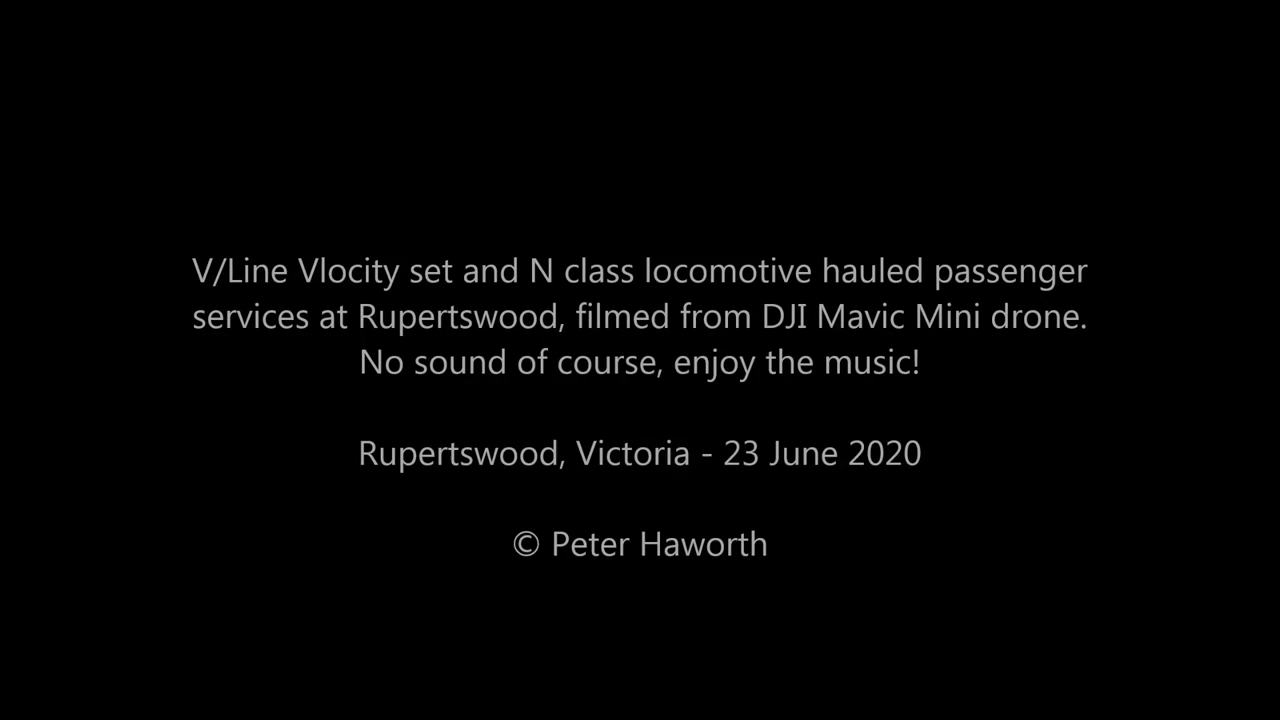 V/Line Vlocity set and N class locomotive hauled passenger
services at Rupertswood, filmed from DJI Mavic Mini drone.
No sound of course, enjoy the music!
Rupertswood, Victoria - 23 June 2020
© Peter Haworth